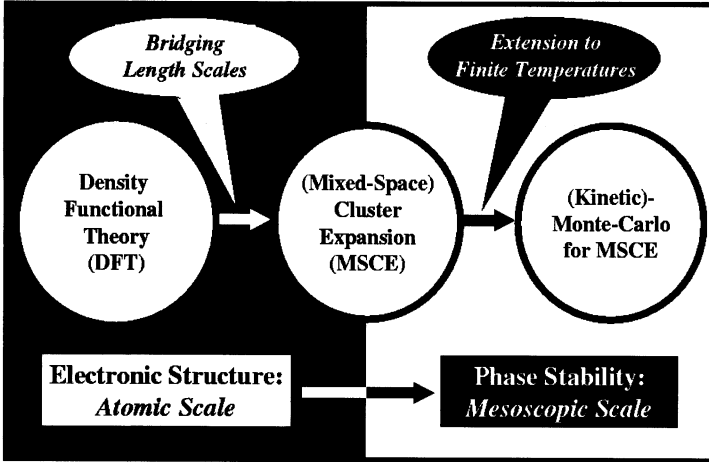 Bridging
Length Scales
Extension to
Finite Temperatures
Density
Functional
Theory
(DFT)
(Mixed-Space)
Cluster
Expansion
(MSCE)
(Kinetic)-
Monte-Carlo
for MSCE
Electronic Structure:
Atomic Scale
Phase Stability:
Mesoscopic Scale